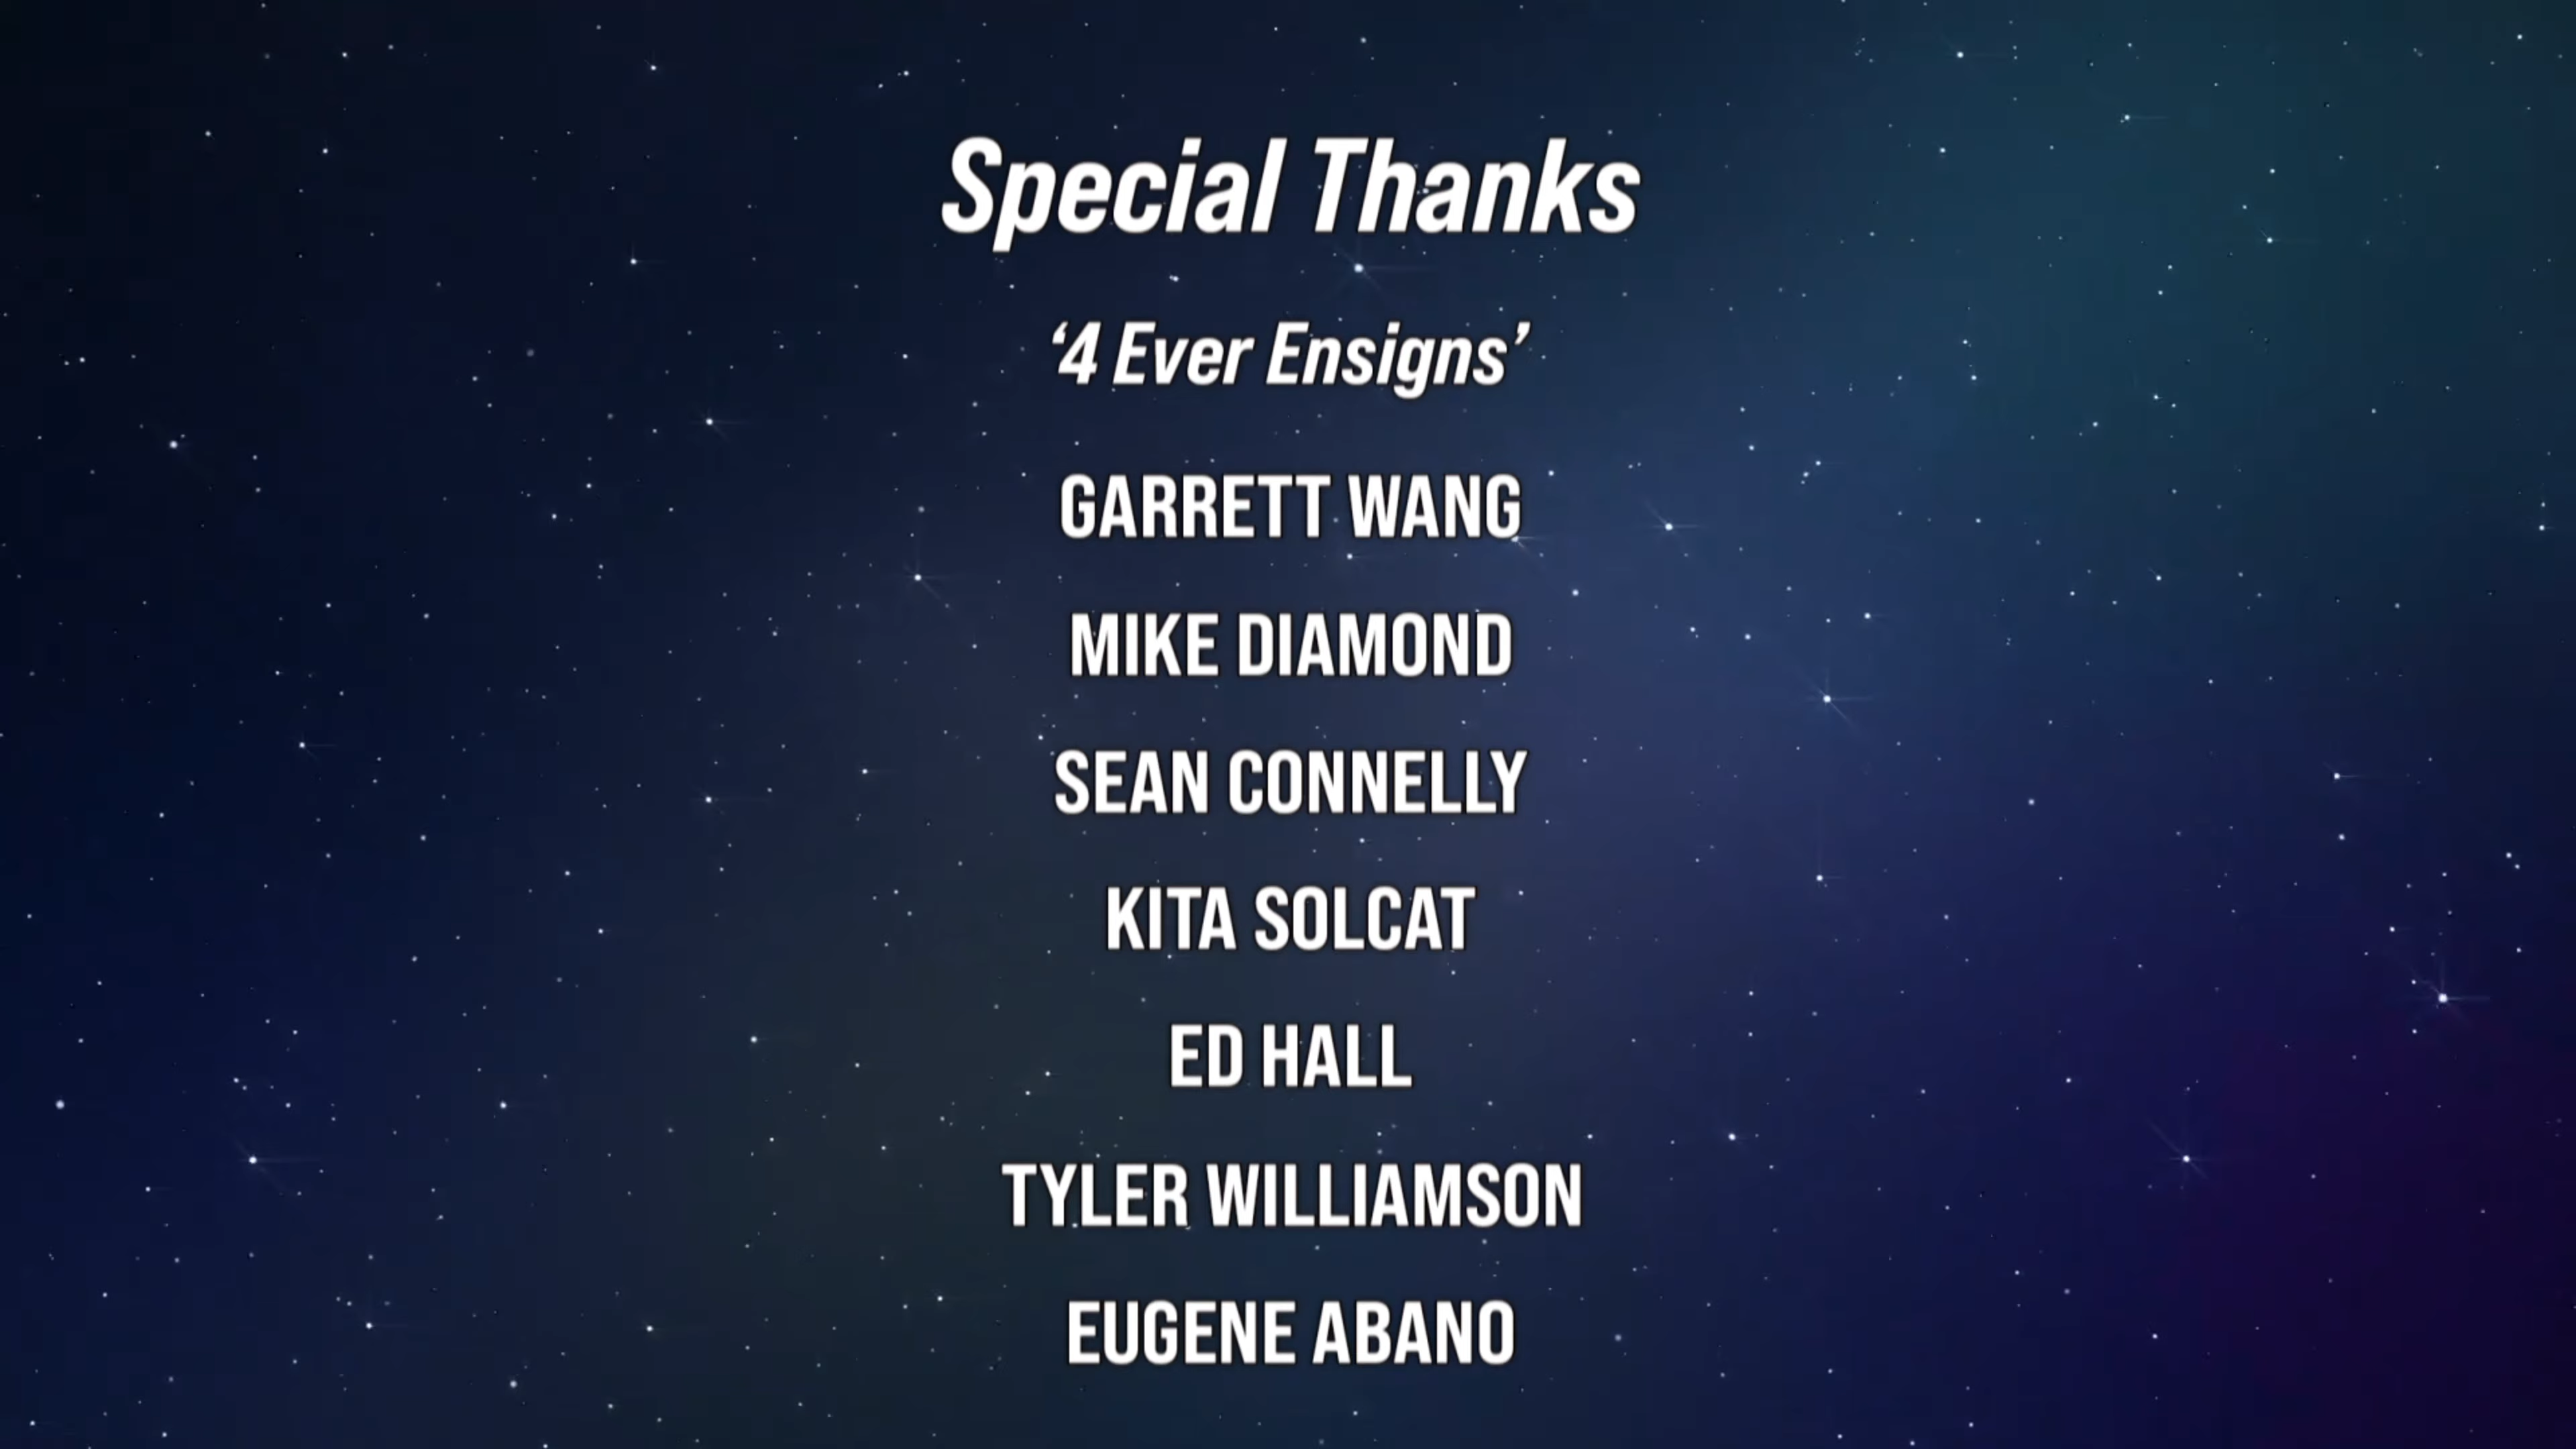 Special Thanks
‘4 Ever Ensigns’
GARRETT WANG
MIKE DIAMOND
SEAN CONNELLY
KITA SOLCAT
ED HALL
TYLER WILLIAMSON
EUGENE ABANO